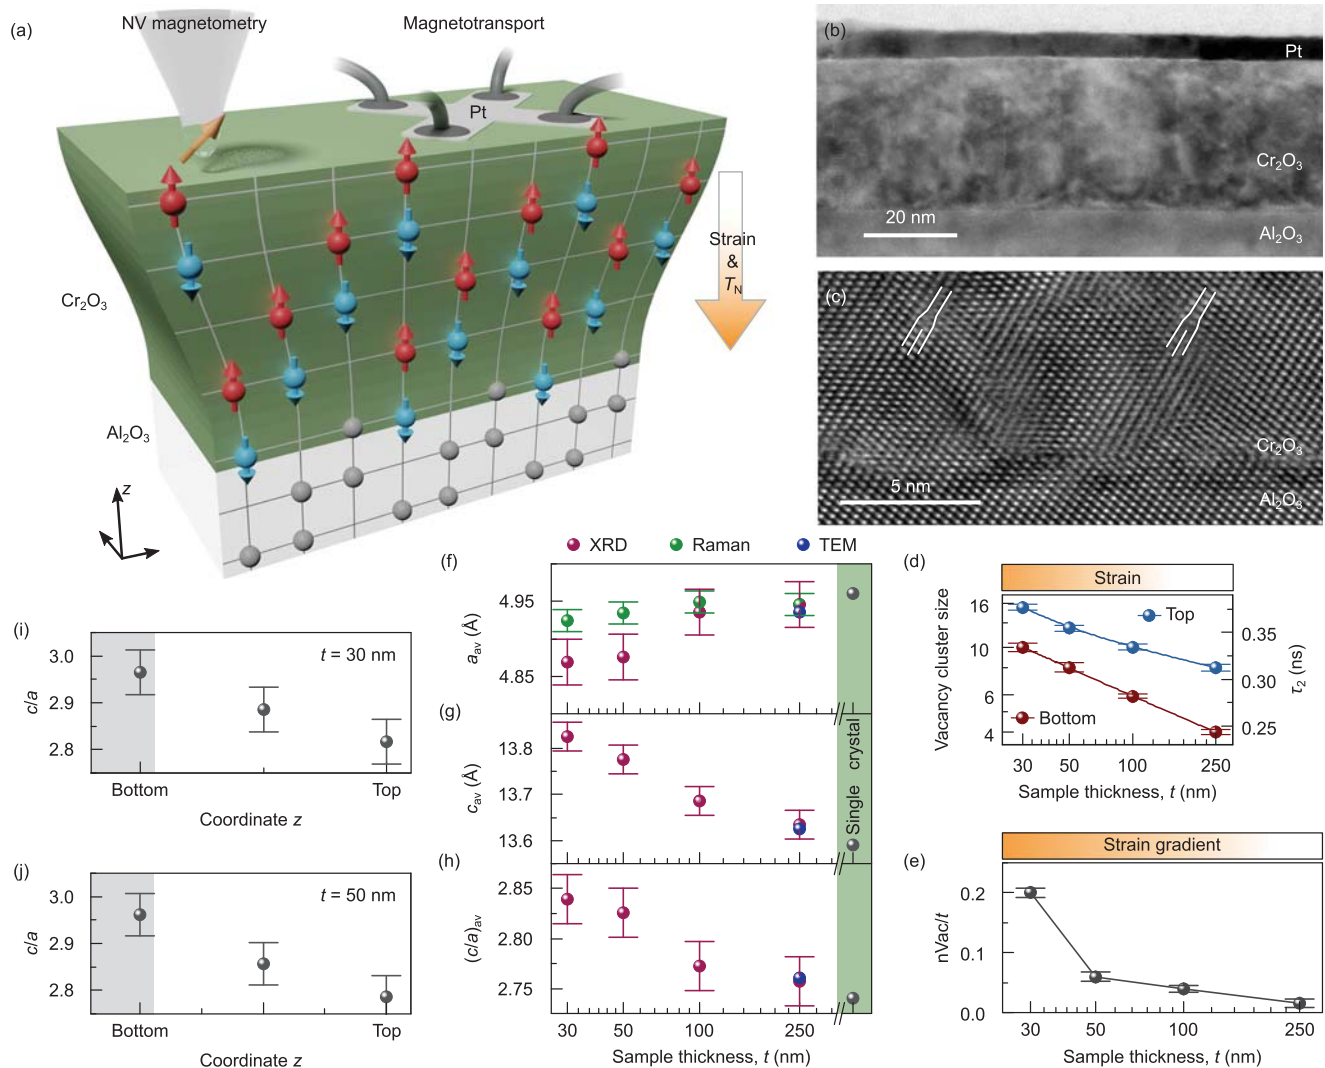 (a)
NV magnetometry
Magnetotransport
Pt
Strain
&
T_N
Cr₂O₃
Al₂O₃
z
(b)
Pt
Cr₂O₃
20 nm
Al₂O₃
(c)
Cr₂O₃
5 nm
Al₂O₃
XRD
Raman
TEM
(f)
4.95
4.85
a_av (Å)
(g)
13.8
13.7
13.6
c_av (Å)
Single crystal
(h)
2.85
2.80
2.75
(c/a)_av
30
50
100
250
Sample thickness, t (nm)
(d)
Strain
16
10
6
4
Vacancy cluster size
Top
Bottom
0.35
0.30
0.25
τ₂ (ns)
30
50
100
250
Sample thickness, t (nm)
(e)
Strain gradient
0.2
0.1
0.0
nVac/t
30
50
100
250
Sample thickness, t (nm)
(i)
3.0
2.9
2.8
c/a
t = 30 nm
Bottom
Top
Coordinate z
(j)
3.0
2.9
2.8
c/a
t = 50 nm
Bottom
Top
Coordinate z